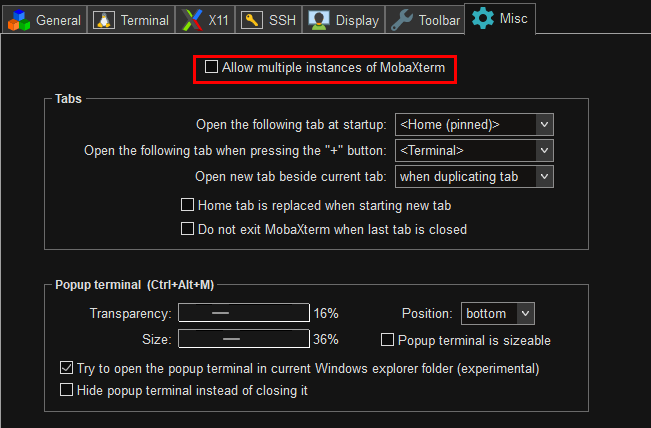 General Terminal X11 SSH Display Toolbar Misc
Allow multiple instances of MobaXterm
Tabs
Open the following tab at startup: <Home (pinned)>
Open the following tab when pressing the "+" button: <Terminal>
Open new tab beside current tab: when duplicating tab
Home tab is replaced when starting new tab
Do not exit MobaXterm when last tab is closed
Popup terminal (Ctrl+Alt+M)
Transparency: 16% Position: bottom
Size: 36% Popup terminal is sizeable
Try to open the popup terminal in current Windows explorer folder (experimental)
Hide popup terminal instead of closing it